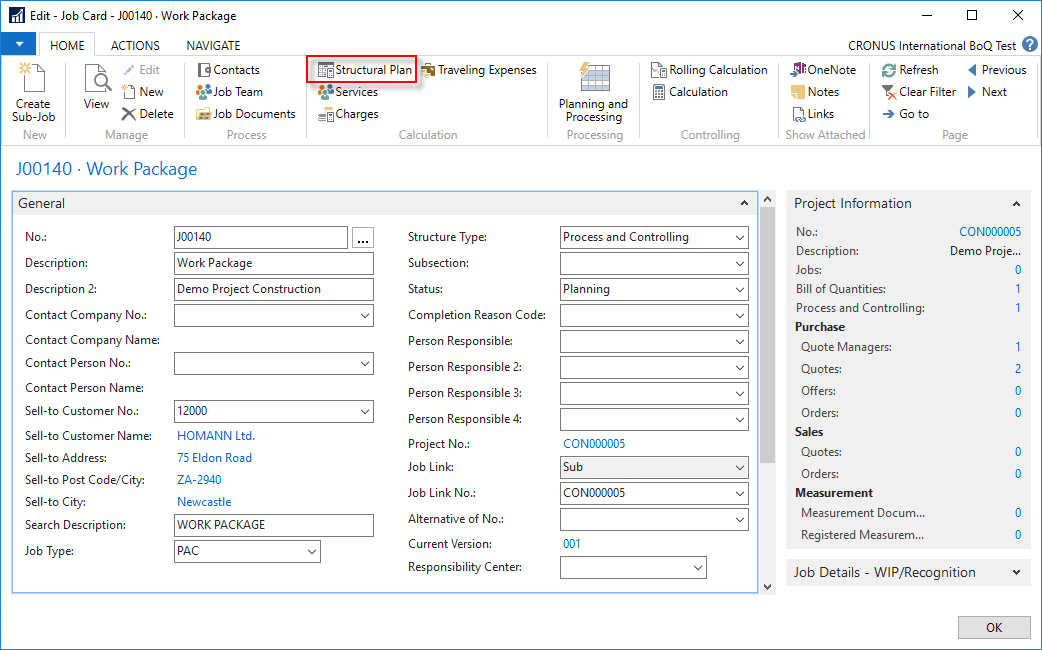 Edit - Job Card - J00140 · Work Package
HOME ACTIONS NAVIGATE CRONUS International BoQ Test ?
Create Sub-Job
New
View
Edit
New
Delete
Manage
Contacts
Job Team
Job Documents
Process
Structural Plan
Services
Charges
Traveling Expenses
Calculation
Planning and Processing
Processing
Rolling Calculation
Calculation
Controlling
OneNote
Notes
Links
Show Attached
Refresh
Clear Filter
Go to
Previous
Next
Page
J00140 · Work Package
General
No.: J00140 ...
Description: Work Package
Description 2: Demo Project Construction
Contact Company No.:
Contact Company Name:
Contact Person No.:
Contact Person Name:
Sell-to Customer No.: 12000
Sell-to Customer Name: HOMANN Ltd.
Sell-to Address: 75 Eldon Road
Sell-to Post Code/City: ZA-2940
Sell-to City: Newcastle
Search Description: WORK PACKAGE
Job Type: PAC
Structure Type: Process and Controlling
Subsection:
Status: Planning
Completion Reason Code:
Person Responsible:
Person Responsible 2:
Person Responsible 3:
Person Responsible 4:
Project No.: CON000005
Job Link: Sub
Job Link No.: CON000005
Alternative of No.:
Current Version: 001
Responsibility Center:
Project Information
No.: CON000005
Description: Demo Proje...
Jobs: 0
Bill of Quantities: 1
Process and Controlling: 1
Purchase
Quote Managers: 1
Quotes: 2
Offers: 0
Orders: 0
Sales
Quotes: 0
Orders: 0
Measurement
Measurement Docum... 0
Registered Measurem... 0
Job Details - WIP/Recognition
OK